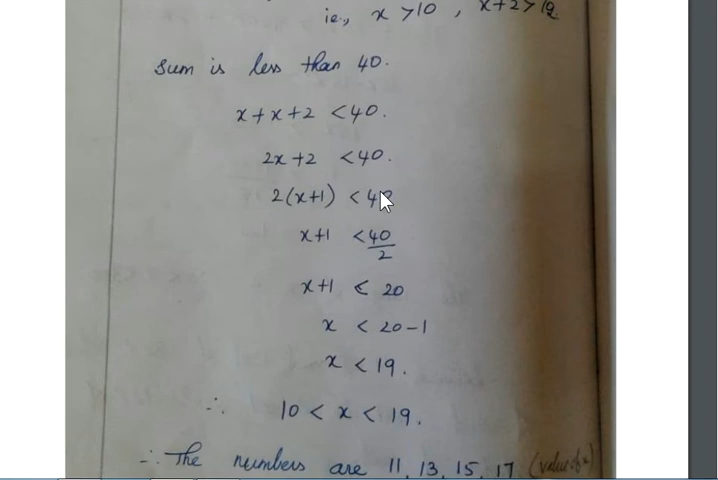 ie., x > 10 , x+2 > 12
Sum is less than 40.
x + x + 2 < 40.
2x + 2 < 40.
2(x+1) < 40
x+1 < 40/2
x+1 < 20
x < 20 - 1
x < 19.
∴ 10 < x < 19.
∴ The numbers are 11, 13, 15, 17 (value of x)